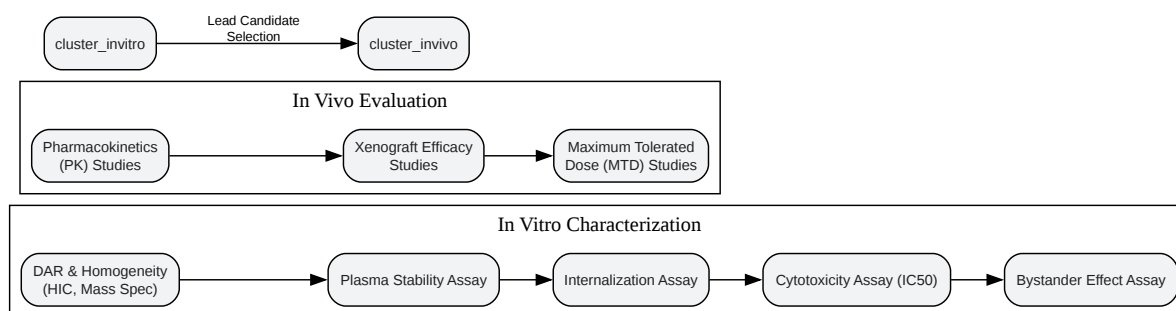 Lead Candidate
Selection
cluster_invitro
cluster_invivo
In Vivo Evaluation
Pharmacokinetics
(PK) Studies
Xenograft Efficacy
Studies
Maximum Tolerated
Dose (MTD) Studies
In Vitro Characterization
DAR & Homogeneity
(HIC, Mass Spec)
Plasma Stability Assay
Internalization Assay
Cytotoxicity Assay (IC50)
Bystander Effect Assay